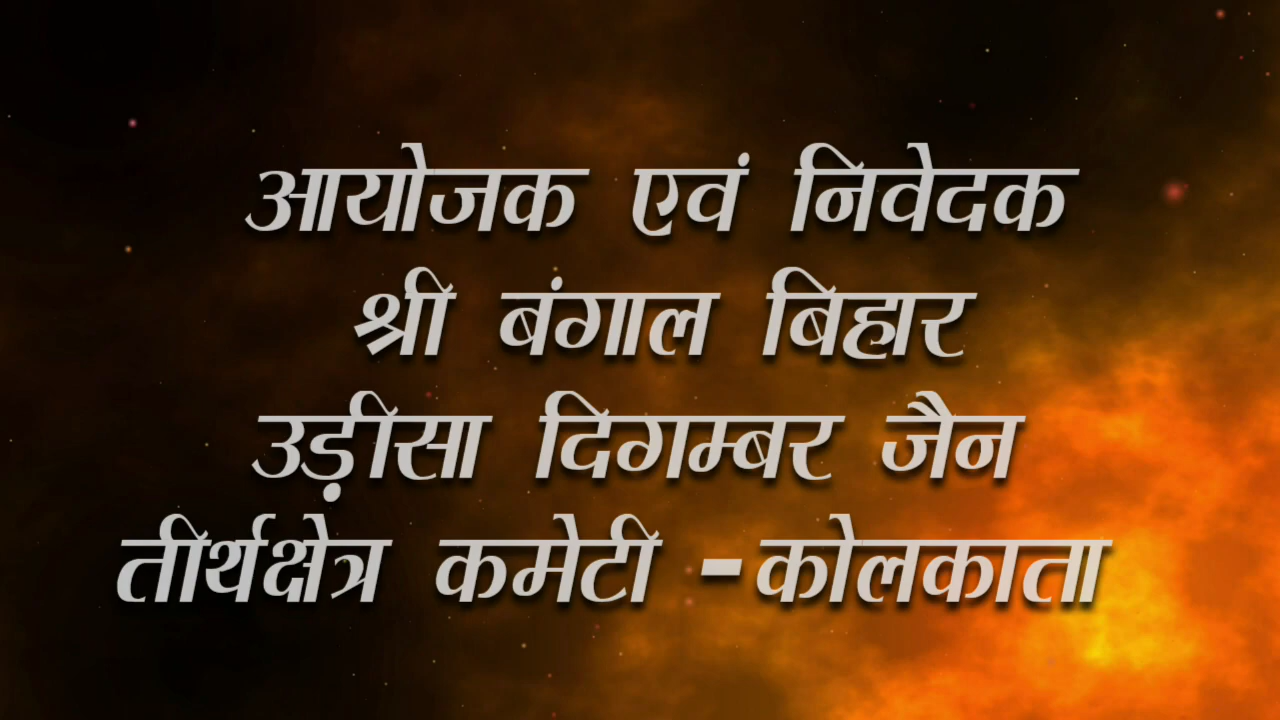 आयोजक एवं निवेदक
श्री बंगाल बिहार
उड़ीसा दिगम्बर जैन
तीर्थक्षेत्र कमेटी -कोलकाता